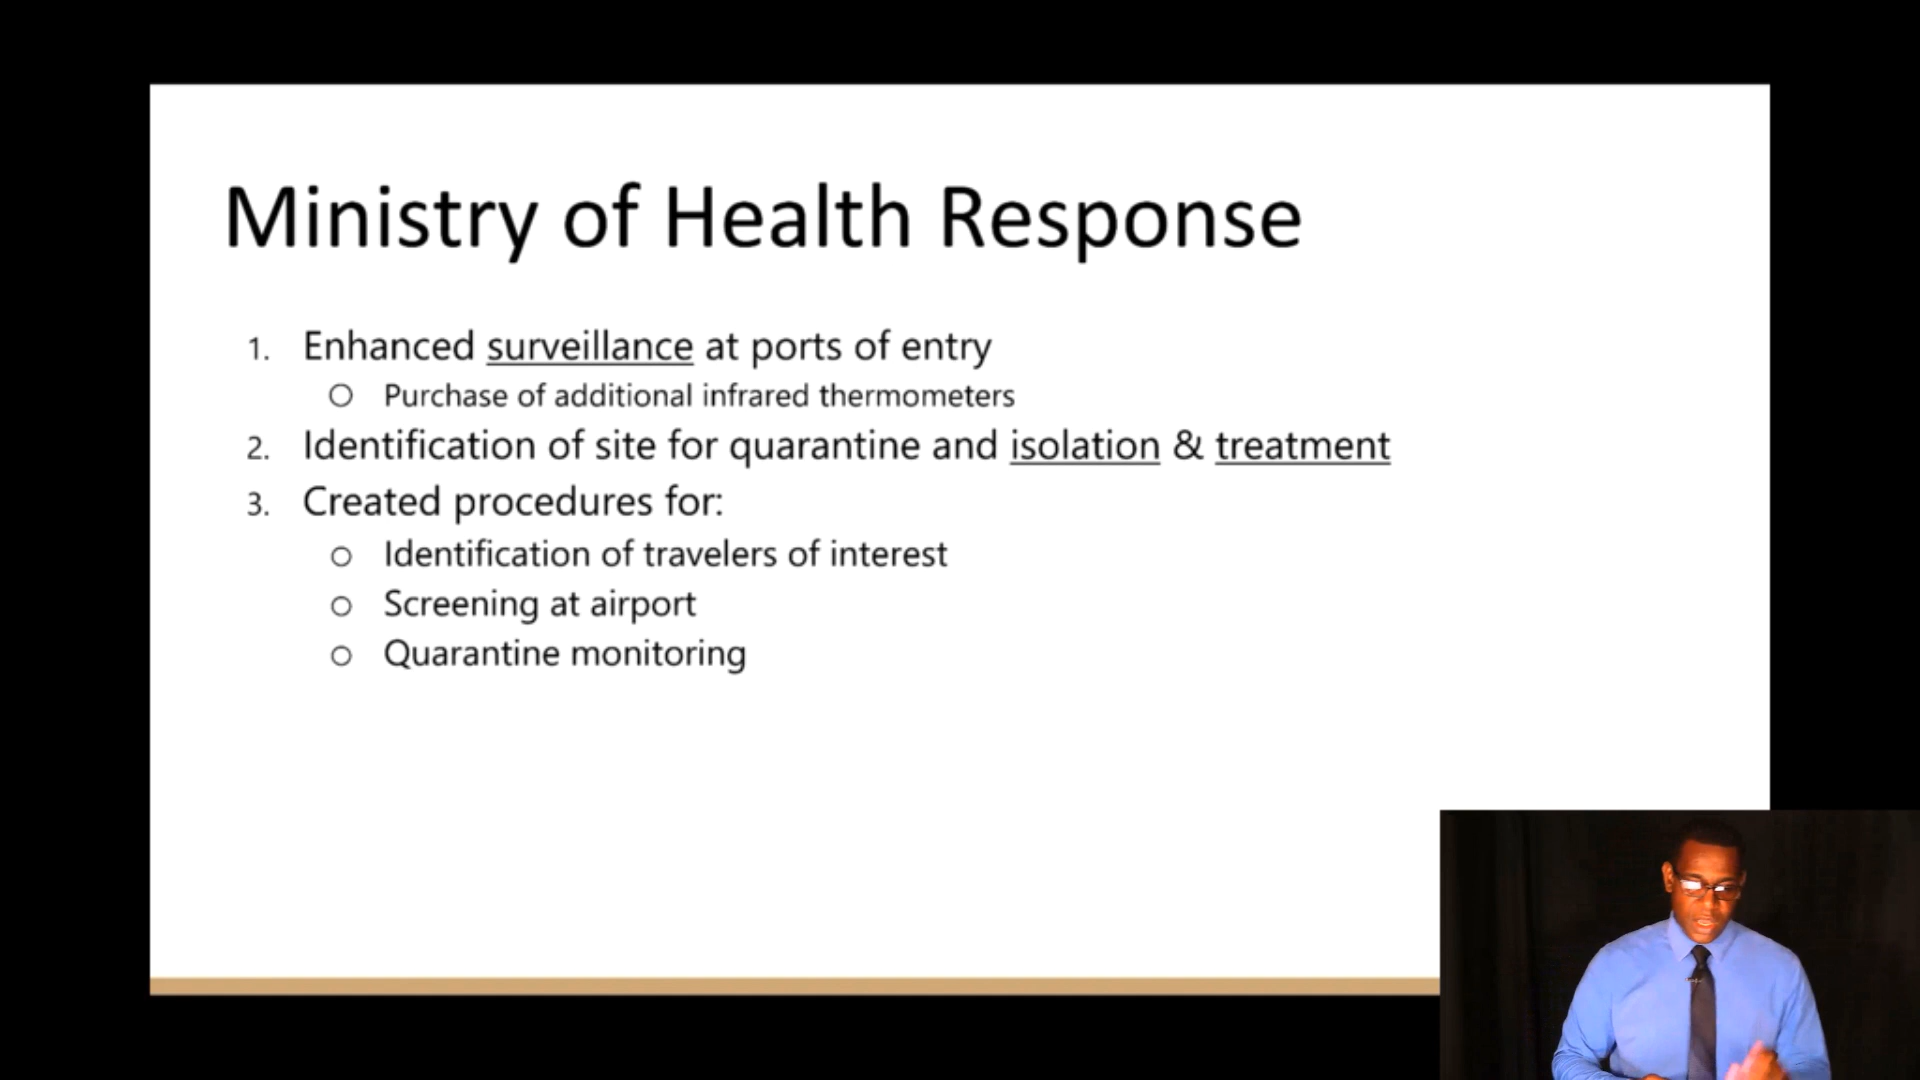 Ministry of Health Response
1. Enhanced surveillance at ports of entry
O Purchase of additional infrared thermometers
2. Identification of site for quarantine and isolation & treatment
3. Created procedures for:
o Identification of travelers of interest
o Screening at airport
o Quarantine monitoring